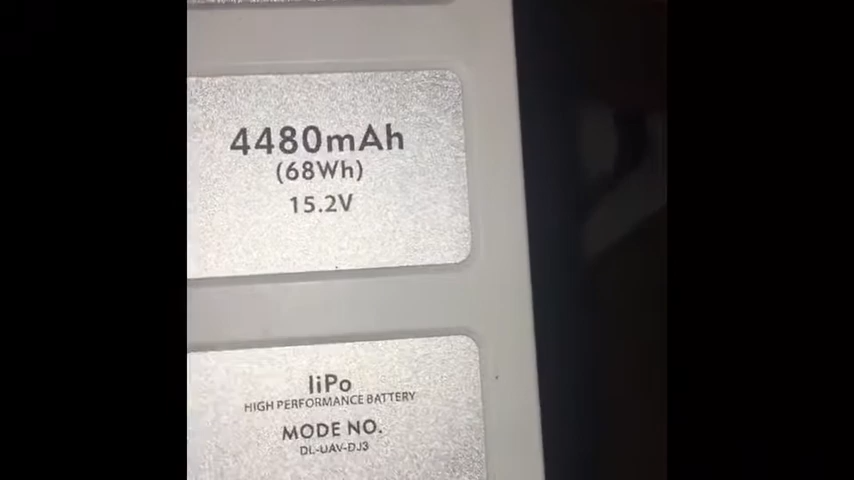 4480mAh
(68Wh)
15.2V
liPo
HIGH PERFORMANCE BATTERY
MODE NO.
DL-UAV-DJ3